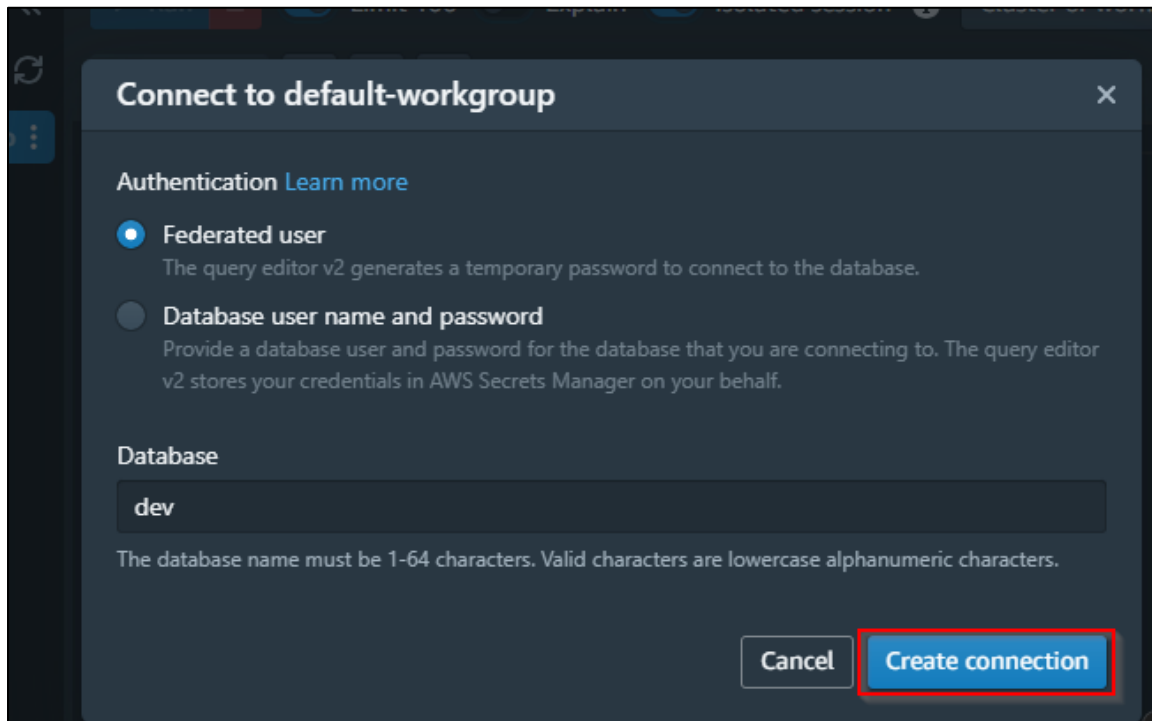 Connect to default-workgroup
Authentication Learn more
Federated user
The query editor v2 generates a temporary password to connect to the database.
Database user name and password
Provide a database user and password for the database that you are connecting to. The query editor
v2 stores your credentials in AWS Secrets Manager on your behalf.
Database
dev
The database name must be 1-64 characters. Valid characters are lowercase alphanumeric characters.
Cancel Create connection